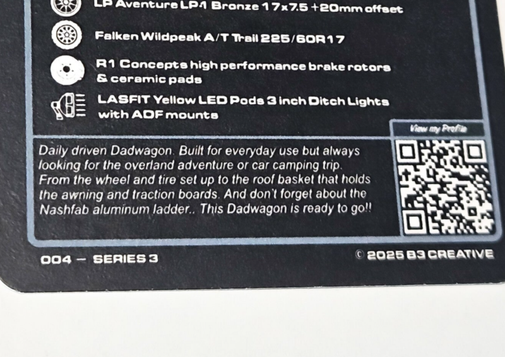 LP Aventure LP1 Bronze 17x7.5 +20mm offset
Falken Wildpeak A/T Trail 225/60R17
R1 Concepts high performance brake rotors
& ceramic pads
LASFIT Yellow LED Pods 3 inch Ditch Lights
with ADF mounts
View my Profile
Daily driven Dadwagon. Built for everyday use but always
looking for the overland adventure or car camping trip.
From the wheel and tire set up to the roof basket that holds
the awning and traction boards. And don't forget about the
Nashfab aluminum ladder.. This Dadwagon is ready to go!!
004 — SERIES 3
© 2025 B3 CREATIVE